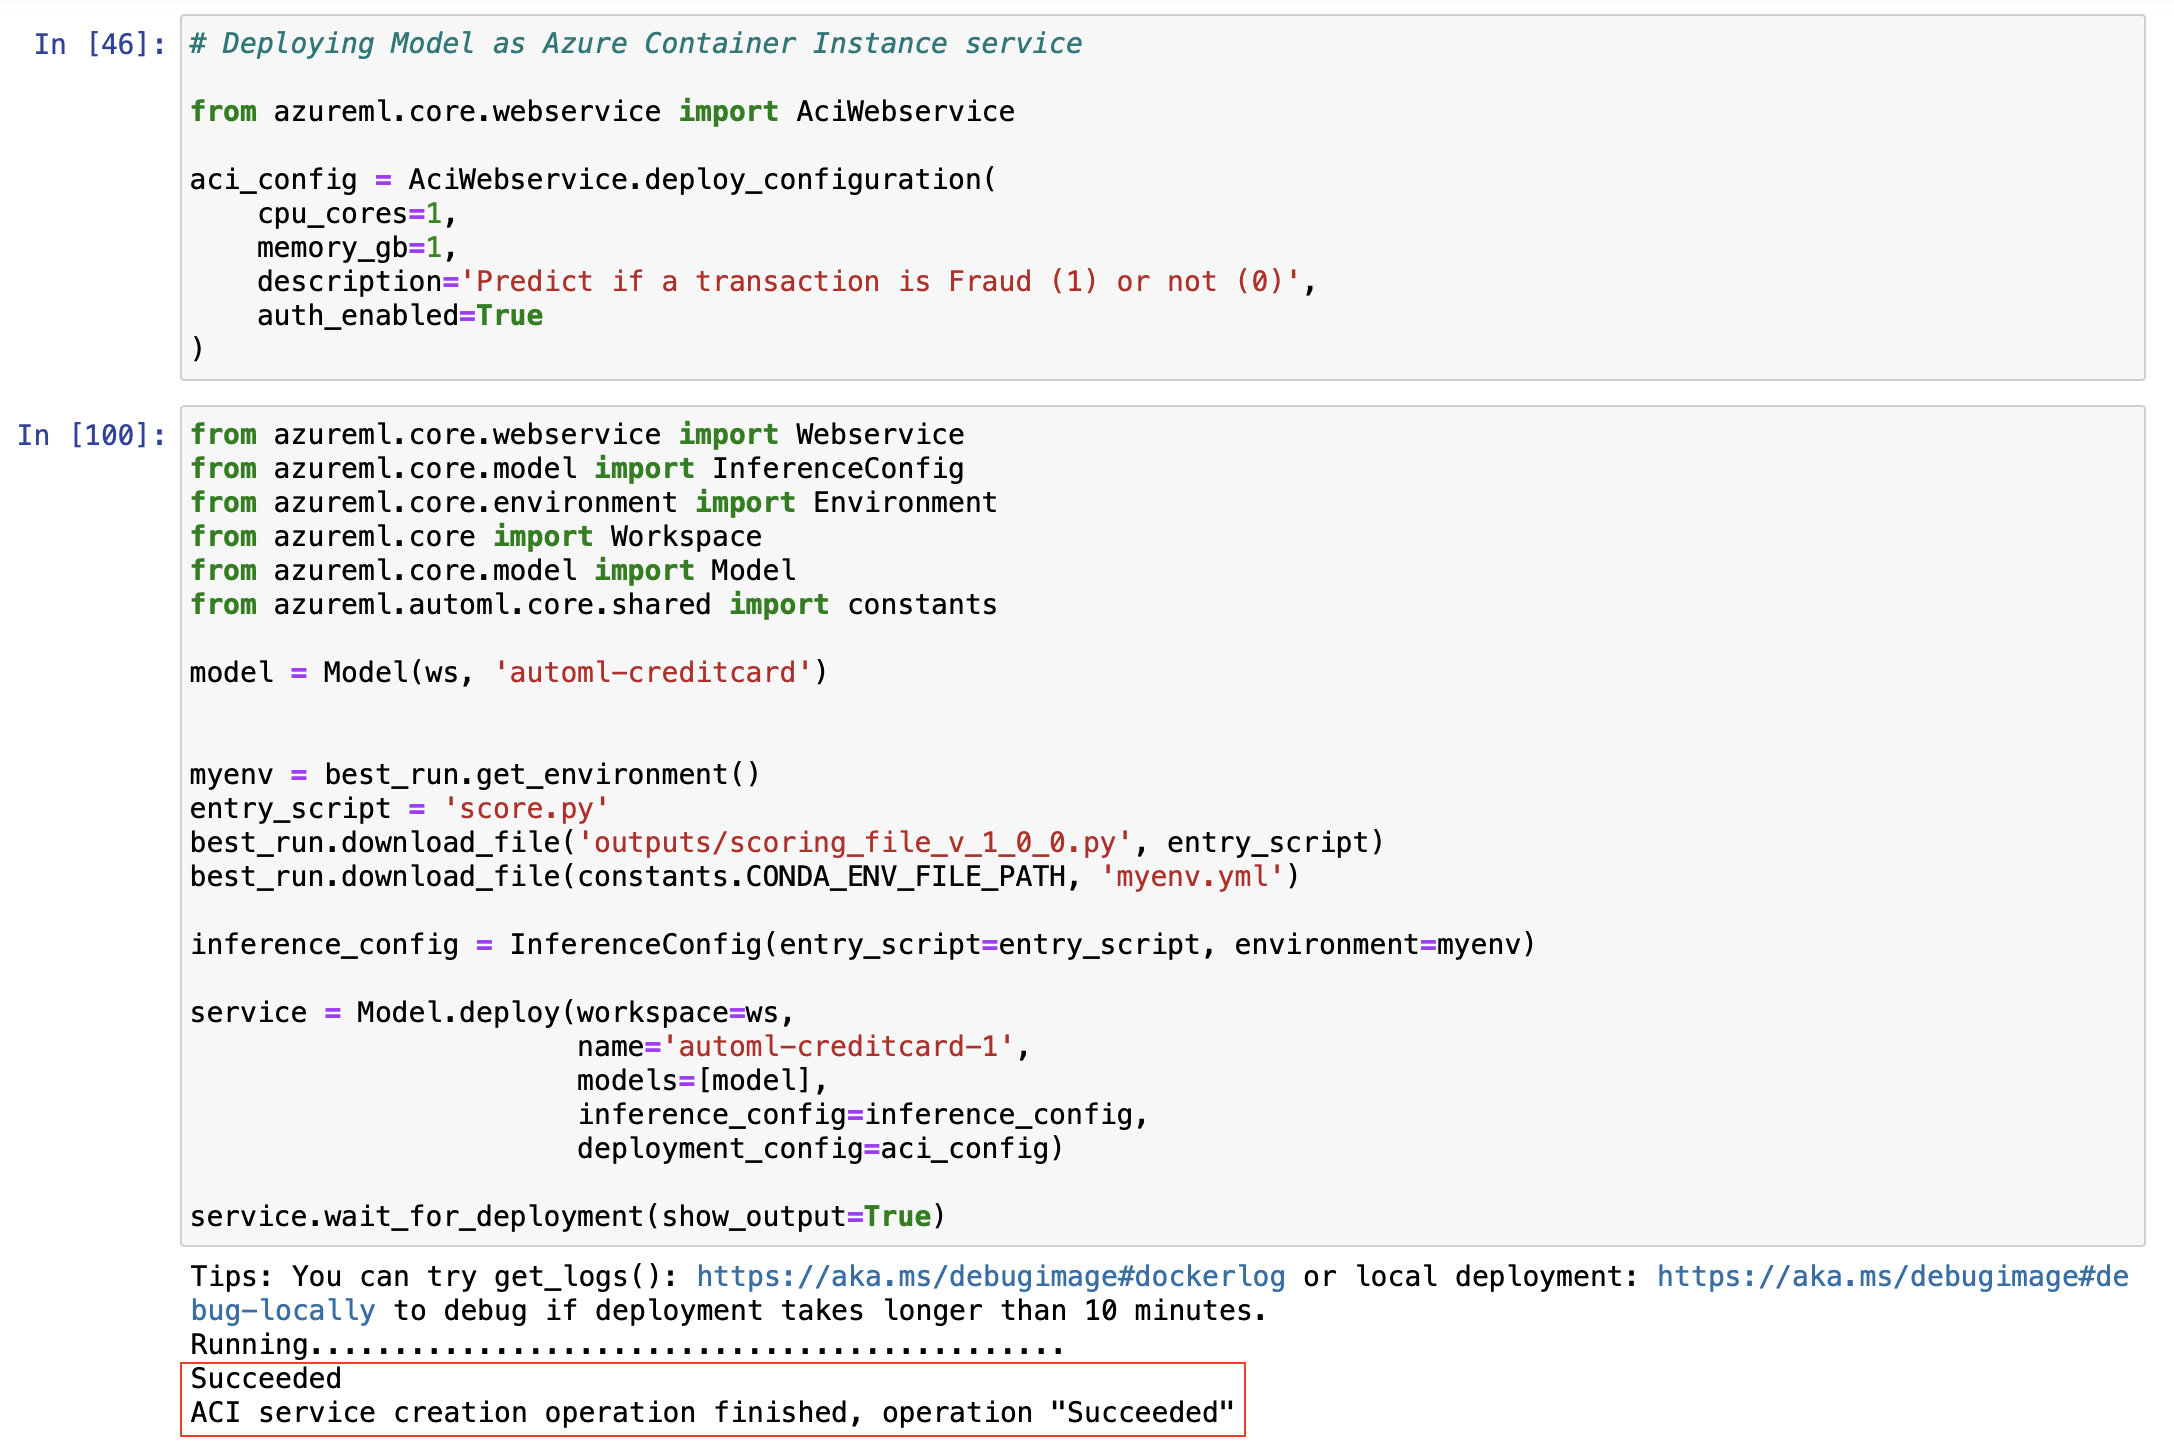 In [46]:
# Deploying Model as Azure Container Instance service
from azureml.core.webservice import AciWebservice
aci_config = AciWebservice.deploy_configuration(
    cpu_cores=1,
    memory_gb=1,
    description='Predict if a transaction is Fraud (1) or not (0)',
    auth_enabled=True
)
In [100]:
from azureml.core.webservice import Webservice
from azureml.core.model import InferenceConfig
from azureml.core.environment import Environment
from azureml.core import Workspace
from azureml.core.model import Model
from azureml.automl.core.shared import constants
model = Model(ws, 'automl-creditcard')
myenv = best_run.get_environment()
entry_script = 'score.py'
best_run.download_file('outputs/scoring_file_v_1_0_0.py', entry_script)
best_run.download_file(constants.CONDA_ENV_FILE_PATH, 'myenv.yml')
inference_config = InferenceConfig(entry_script=entry_script, environment=myenv)
service = Model.deploy(workspace=ws,
                       name='automl-creditcard-1',
                       models=[model],
                       inference_config=inference_config,
                       deployment_config=aci_config)
service.wait_for_deployment(show_output=True)
Tips: You can try get_logs(): https://aka.ms/debugimage#dockerlog or local deployment: https://aka.ms/debugimage#de
bug-locally to debug if deployment takes longer than 10 minutes.
Running.............................................
Succeeded
ACI service creation operation finished, operation "Succeeded"